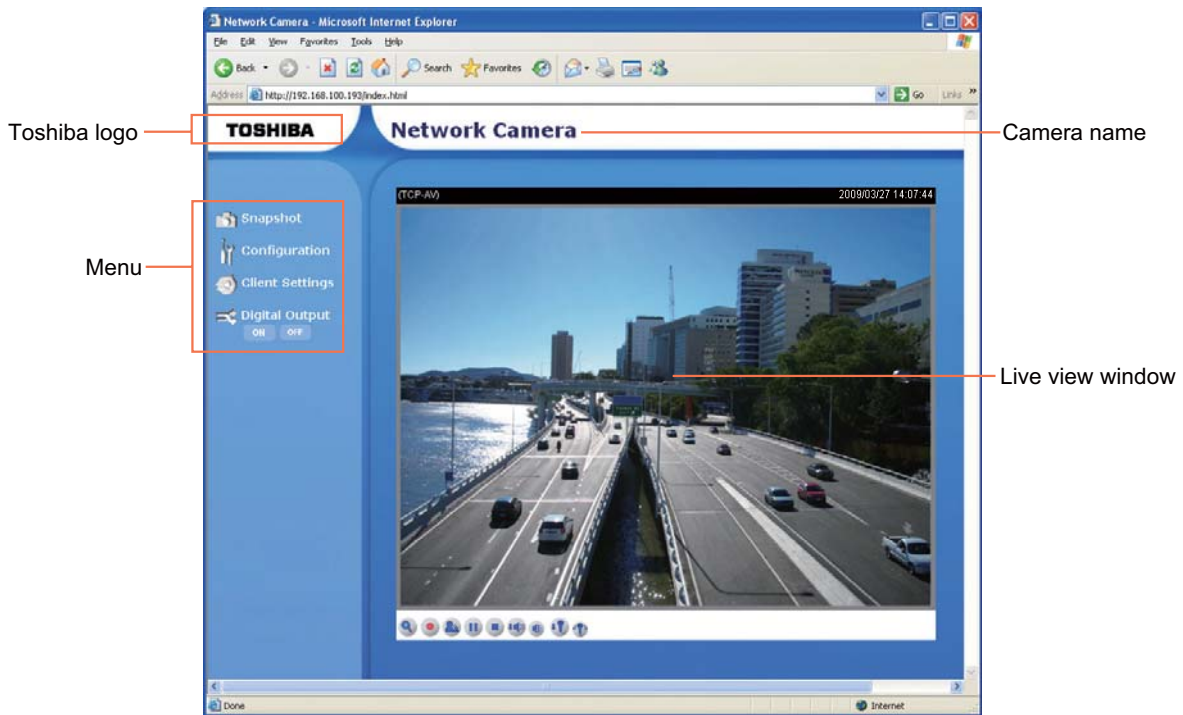 Network Camera - Microsoft Internet Explorer
File Edit View Favorites Tools Help
Back Search Favorites
Address http://192.168.100.193/index.html Go Links »
Toshiba logo
TOSHIBA
Network Camera
Camera name
(TCP-AV) 2009/03/27 14:07:44
Menu
Snapshot
Configuration
Client Settings
Digital Output
ON OFF
Live view window
Done Internet